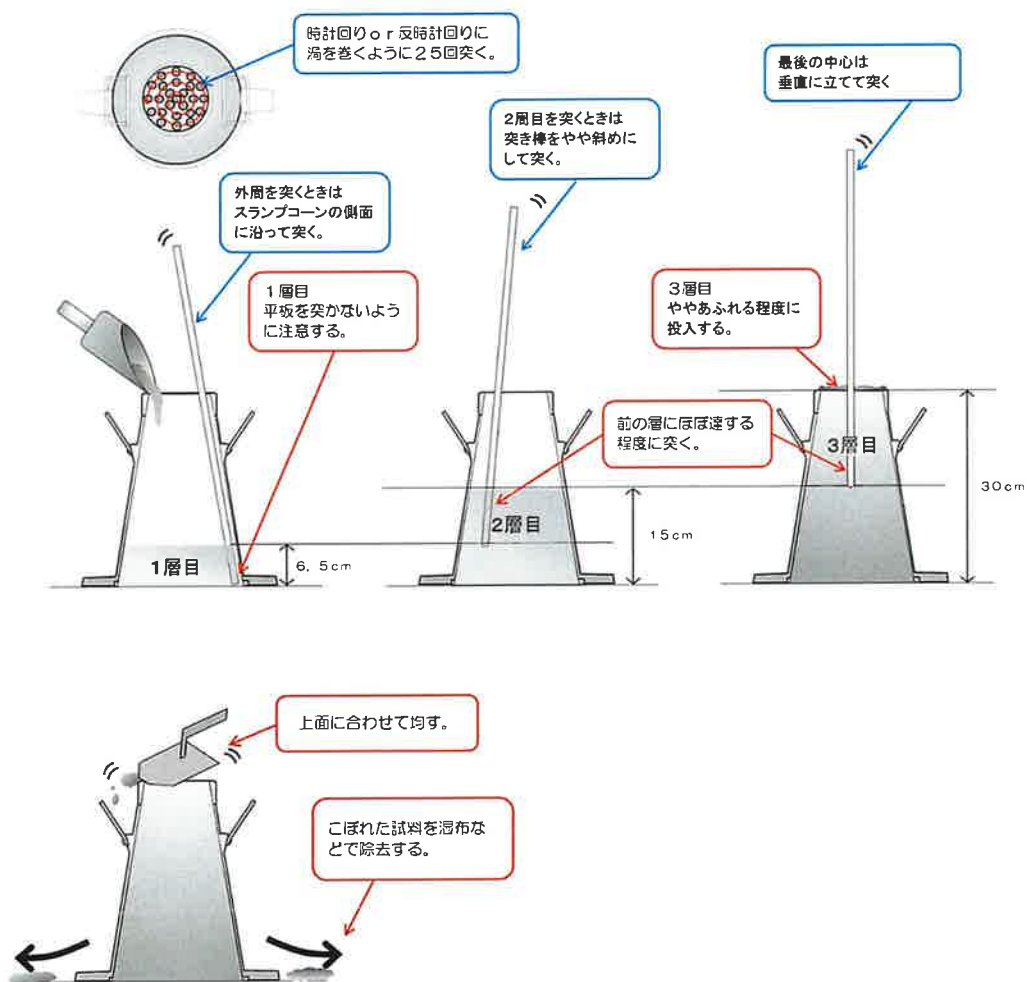 時計回りor反時計回りに
渦を巻くように25回突く。
最後の中心は
垂直に立てて突く
2周目を突くときは
突き棒をやや斜めに
して突く。
外周を突くときは
スランプコーンの側面
に沿って突く。
1層目
平板を突かないよう
に注意する。
3層目
ややあふれる程度に
投入する。
前の層にほぼ達する
程度に突く。
3層目
30cm
2層目
15cm
1層目
6.5cm
上面に合わせて均す。
こぼれた試料を湿布な
どで除去する。